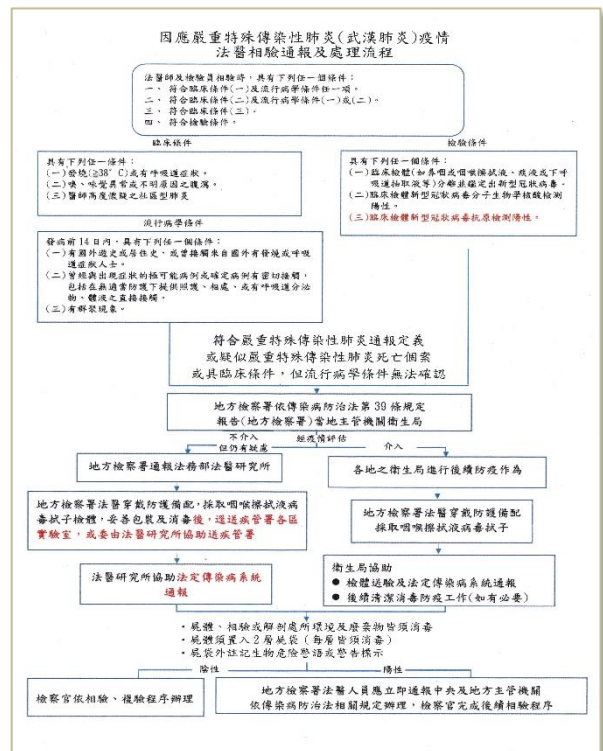 因應嚴重特殊傳染性肺炎(武漢肺炎)疫情
法醫相驗通報及處理流程
法醫師及檢驗員相驗時，具有下列任一個條件：
一、符合臨床條件(一)及流行病學條件任一項。
二、符合臨床條件(二)及流行病學條件(一)或(二)。
三、符合臨床條件(三)。
四、符合檢驗條件。
臨床條件
具有下列任一條件：
(一)發燒(≧38°C)或有呼吸道症狀。
(二)嗅、味覺異常或不明原因之腹瀉。
(三)醫師高度懷疑之社區型肺炎
檢驗條件
具有下列任一個條件：
(一)臨床檢體(如鼻咽或咽喉擦拭液、痰液或下呼
吸道抽取液等)分離並鑑定出新型冠狀病毒。
(二)臨床檢體新型冠狀病毒分子生物學核酸檢測
陽性。
(三)臨床檢體新型冠狀病毒抗原檢測陽性。
流行病學條件
發病前14日內，具有下列任一個條件：
(一)有國外遊史或居住史，或曾接觸來自國外有發燒或呼吸
道症狀人士。
(二)曾經與出現症狀的極可能病例或確定病例有密切接觸，
包括在無適當防護下提供照護、相處、或有呼吸道分泌
物、體液之直接接觸。
(三)有群聚現象。
符合嚴重特殊傳染性肺炎通報定義
或疑似嚴重特殊傳染性肺炎死亡個案
或具臨床條件，但流行病學條件無法確認
地方檢察署依傳染病防治法第39條規定
報告(地方檢察署)當地主管機關衛生局
不介入
但仍有疑慮
經疫情評估
介入
地方檢察署通報法務部法醫研究所
各地之衛生局進行後續防疫作為
地方檢察署法醫穿戴防護備配，採取咽喉擦拭液病
毒拭子檢體，妥善包裝及消毒後，逕送疾管署各區
實驗室，或委由法醫研究所協助送疾管署
地方檢察署法醫穿戴防護備配
採取咽喉擦拭液病毒拭子
法醫研究所協助法定傳染病系統
通報
衛生局協助
● 檢體送驗及法定傳染病系統通報
● 後續清潔消毒防疫工作(如有必要)
•屍體、相驗或解剖處所環境及廢棄物皆須消毒
•屍體須置入2層屍袋(每層皆須消毒)
•屍袋外註記生物危險警語或警告標示
陰性
陽性
檢察官依相驗、複驗程序辦理
地方檢察署法醫人員應立即通報中央及地方主管機關
依傳染病防治法相關規定辦理，檢察官完成後續相驗程序